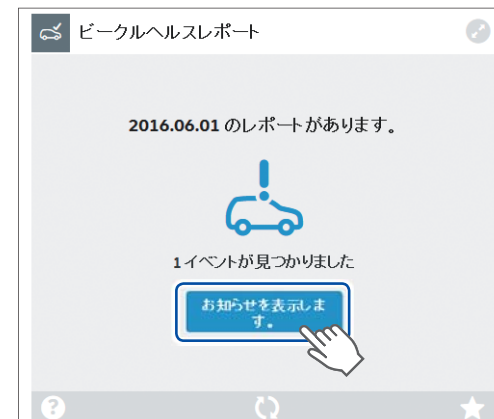 ビークルヘルスレポート
2016.06.01 のレポートがあります。
1イベントが見つかりました
お知らせを表示しま
す。
?